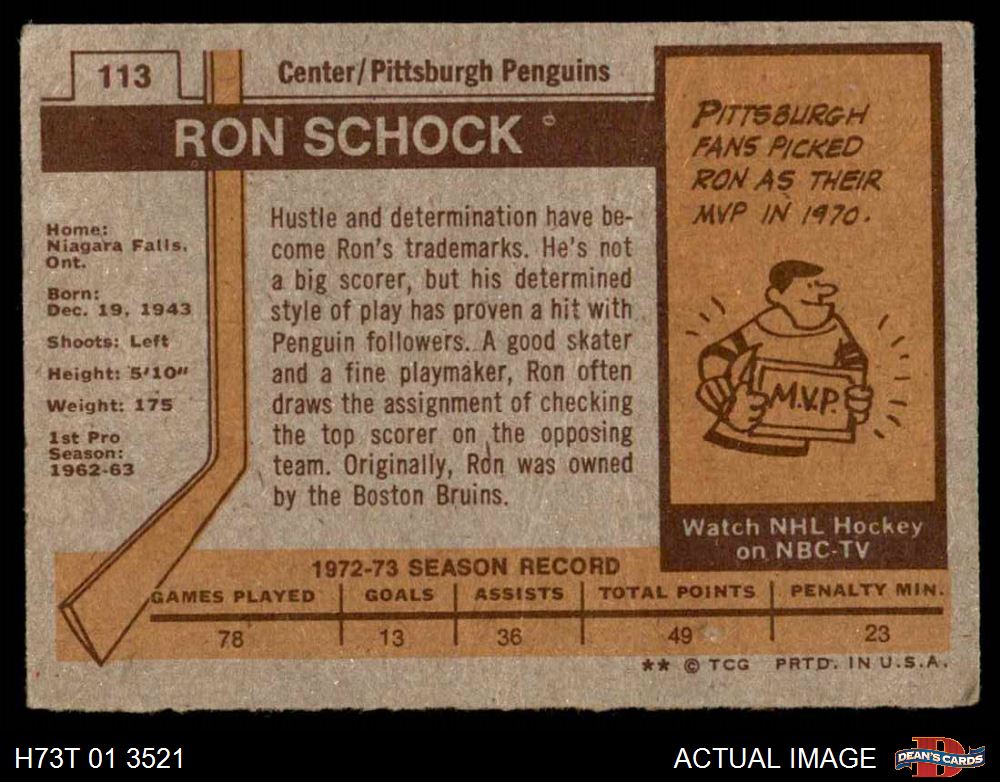 113
Center/Pittsburgh Penguins
RON SCHOCK
Home:
Niagara Falls,
Ont.
Born:
Dec. 19, 1943
Shoots: Left
Height: 5'10"
Weight: 175
1st Pro
Season:
1962-63
Hustle and determination have be-
come Ron's trademarks. He's not
a big scorer, but his determined
style of play has proven a hit with
Penguin followers. A good skater
and a fine playmaker, Ron often
draws the assignment of checking
the top scorer on the opposing
team. Originally, Ron was owned
by the Boston Bruins.
PITTSBURGH
FANS PICKED
RON AS THEIR
MVP IN 1970.
M.V.P.
Watch NHL Hockey
on NBC-TV
1972-73 SEASON RECORD
GAMES PLAYED GOALS ASSISTS TOTAL POINTS PENALTY MIN.
78 13 36 49 23
** © TCG PRTD. IN U.S.A.
H73T 01 3521
ACTUAL IMAGE
D
DEAN'S CARDS